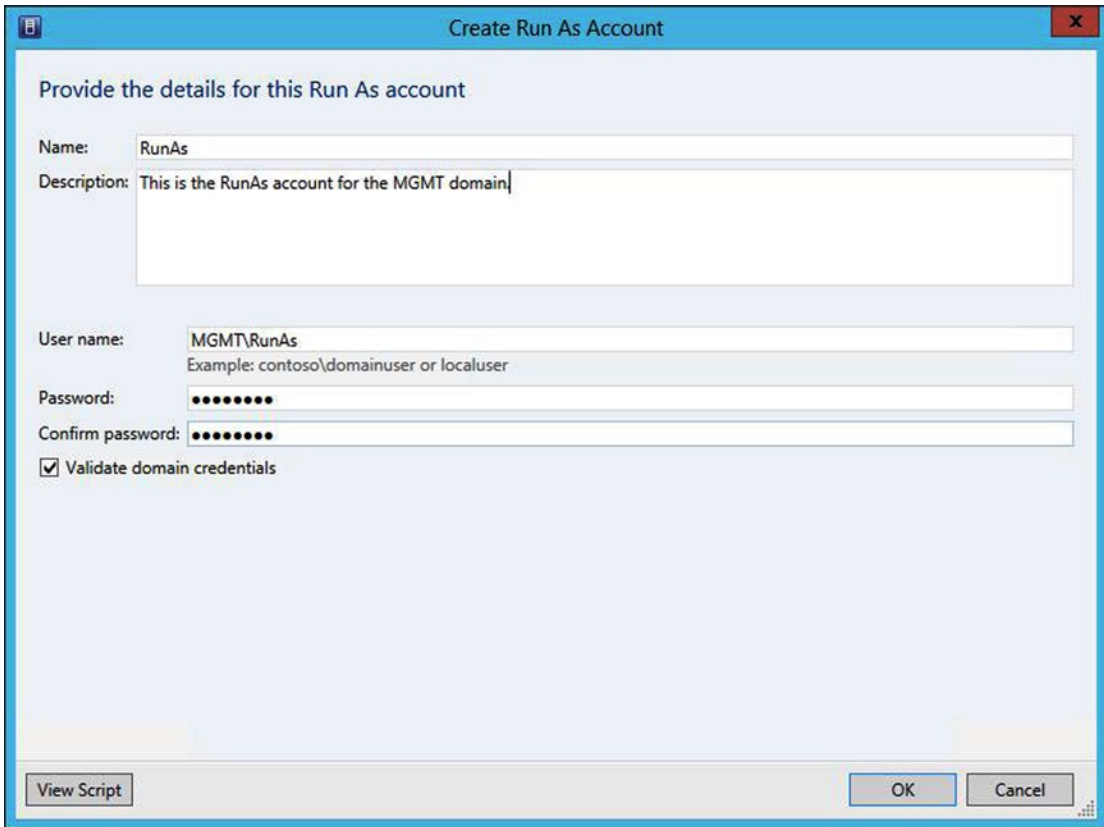 Create Run As Account
x
Provide the details for this Run As account
Name: RunAs
Description: This is the RunAs account for the MGMT domain.
User name: MGMT\RunAs
Example: contoso\domainuser or localuser
Password: ●●●●●●●●
Confirm password: ●●●●●●●●
Validate domain credentials
View Script OK Cancel